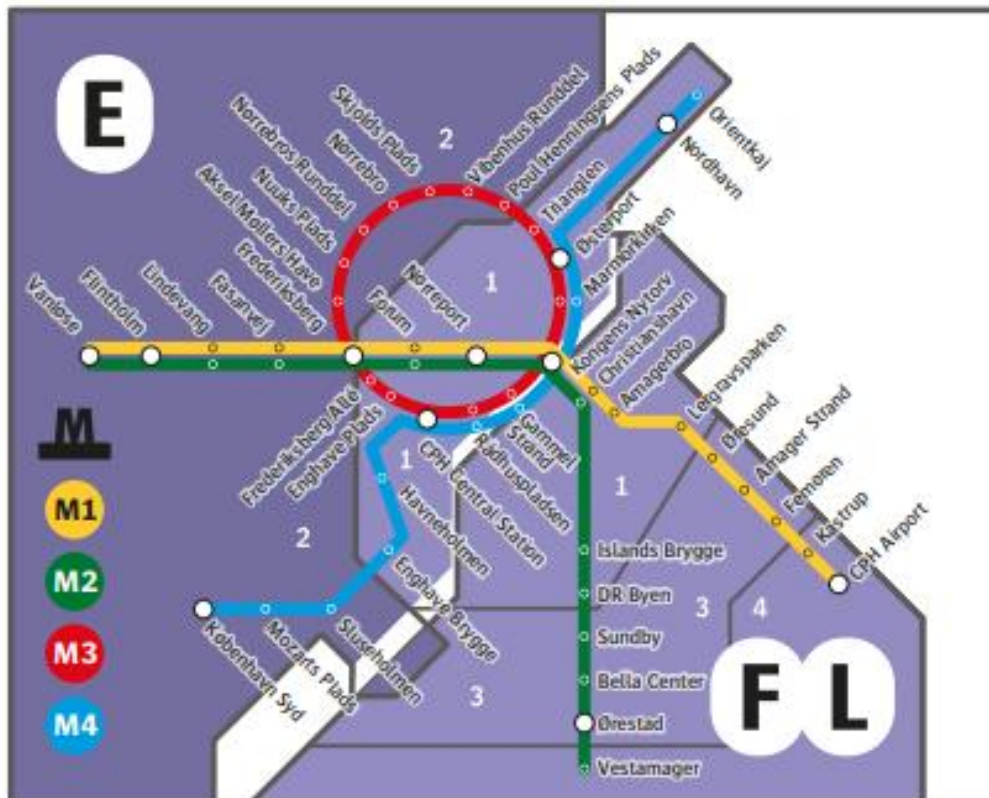 E
2
Skjolds Plads
Vibenhus Runddel
Poul Henningsens Plads
Nørrebro
Nørrebros Runddel
Nuuks Plads
Aksel Møllers Have
Frederiksberg
Trianglen
Orientkaj
Nordhavn
Østerport
Marmorkirken
1
Vanløse
Flintholm
Lindevang
Fasanvej
Forum
Nørreport
Kongens Nytorv
Christianshavn
Amagerbro
Lergravsparken
Øresund
Amager Strand
Femøren
Kastrup
CPH Airport
Frederiksberg Allé
Enghave Plads
1
CPH Central Station
Rådhuspladsen
Gammel
Strand
1
M
M1
M2
M3
M4
2
Havneholmen
Enghave Brygge
Sluseholmen
Mozarts Plads
København Syd
Islands Brygge
DR Byen
Sundby
Bella Center
Ørestad
Vestamager
3
4
3
F
L